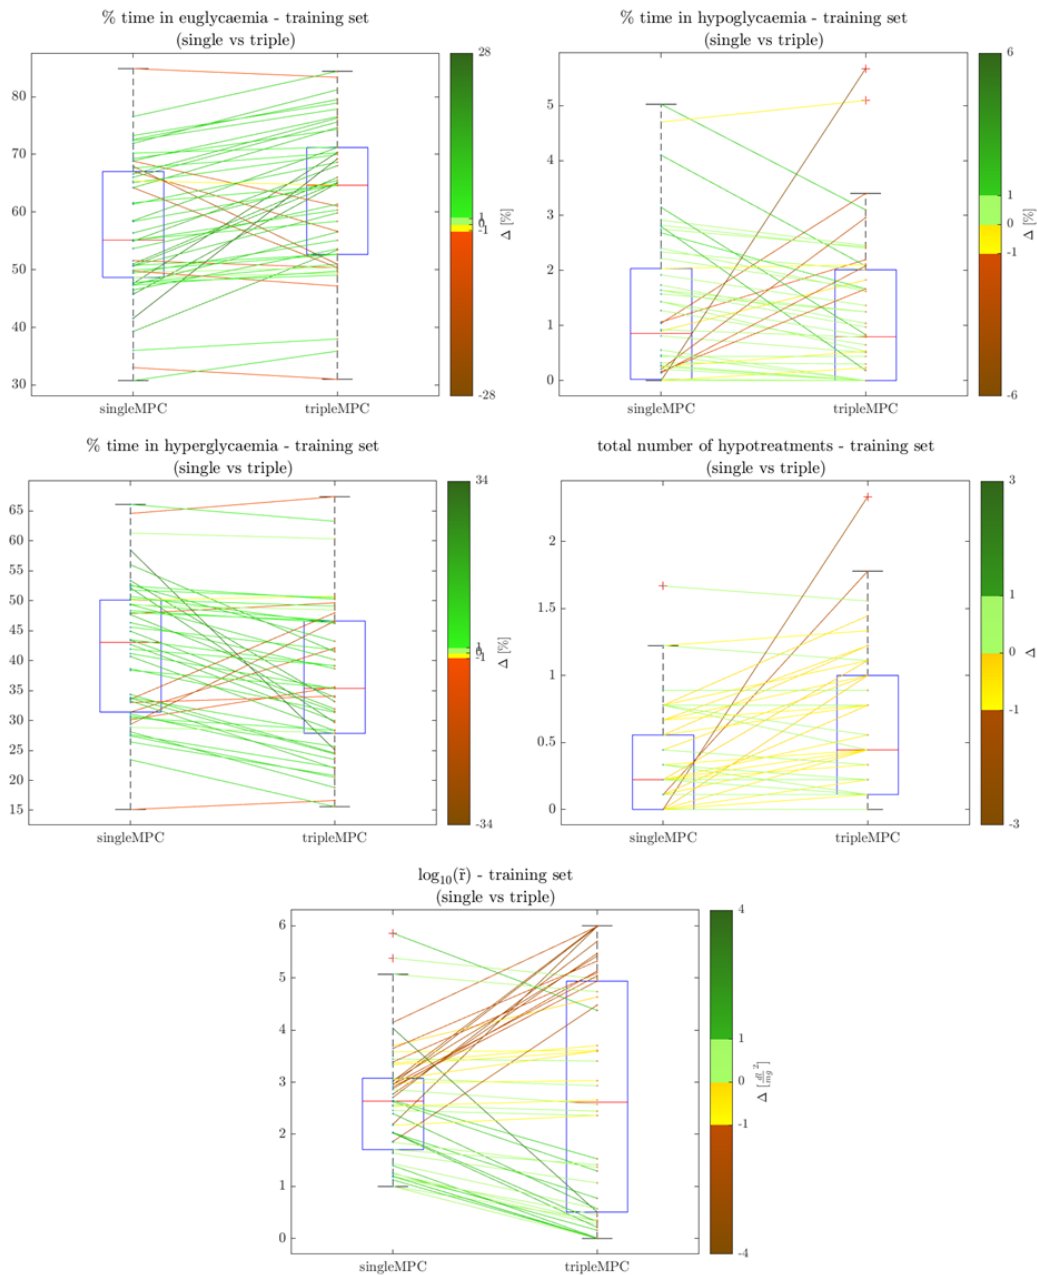 % time in euglycaemia - training set
(single vs triple)
28
80
70
60
50
40
30
1
-1
Δ [%]
-28
singleMPC
tripleMPC
% time in hypoglycaemia - training set
(single vs triple)
6
5
4
3
2
1
0
1
0
-1
Δ [%]
-6
singleMPC
tripleMPC
% time in hyperglycaemia - training set
(single vs triple)
34
65
60
55
50
45
40
35
30
25
20
15
-1
Δ [%]
-34
singleMPC
tripleMPC
total number of hypotreatments - training set
(single vs triple)
3
2
1.5
1
0.5
0
1
0
-1
Δ
-3
singleMPC
tripleMPC
log₁₀(r̃) - training set
(single vs triple)
4
6
5
4
3
2
1
0
1
0
-1
Δ [dl/mg ²]
-4
singleMPC
tripleMPC